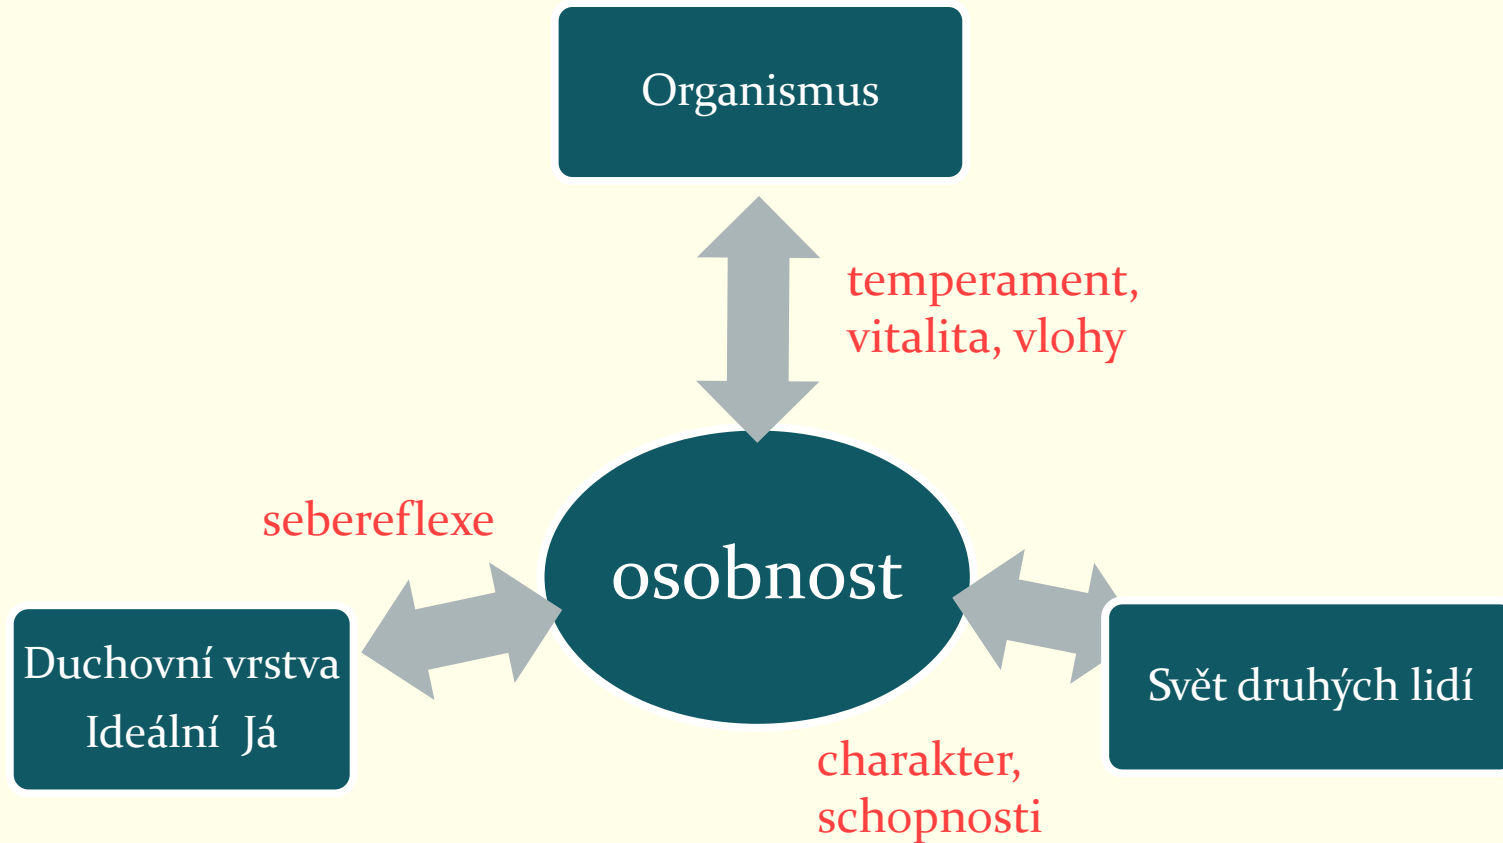 Organismus
temperament,
vitalita, vlohy
sebereflexe
osobnost
Duchovní vrstva
Ideální Já
Svět druhých lidí
charakter,
schopnosti